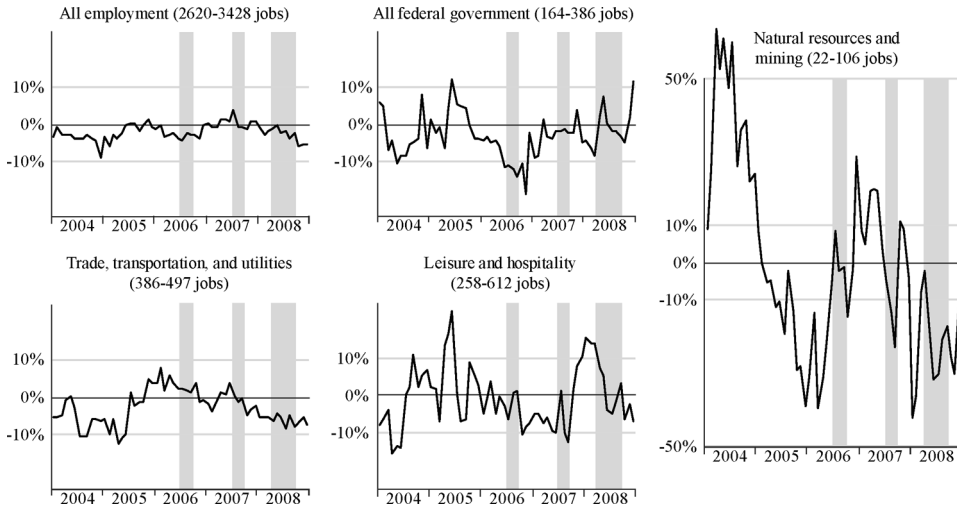 All employment (2620-3428 jobs)
10%
0%
-10%
2004 2005 2006 2007 2008
All federal government (164-386 jobs)
10%
0%
-10%
2004 2005 2006 2007 2008
Natural resources and
mining (22-106 jobs)
50%
10%
0%
-10%
-50%
2004 2005 2006 2007 2008
Trade, transportation, and utilities
(386-497 jobs)
10%
0%
-10%
2004 2005 2006 2007 2008
Leisure and hospitality
(258-612 jobs)
10%
0%
-10%
2004 2005 2006 2007 2008